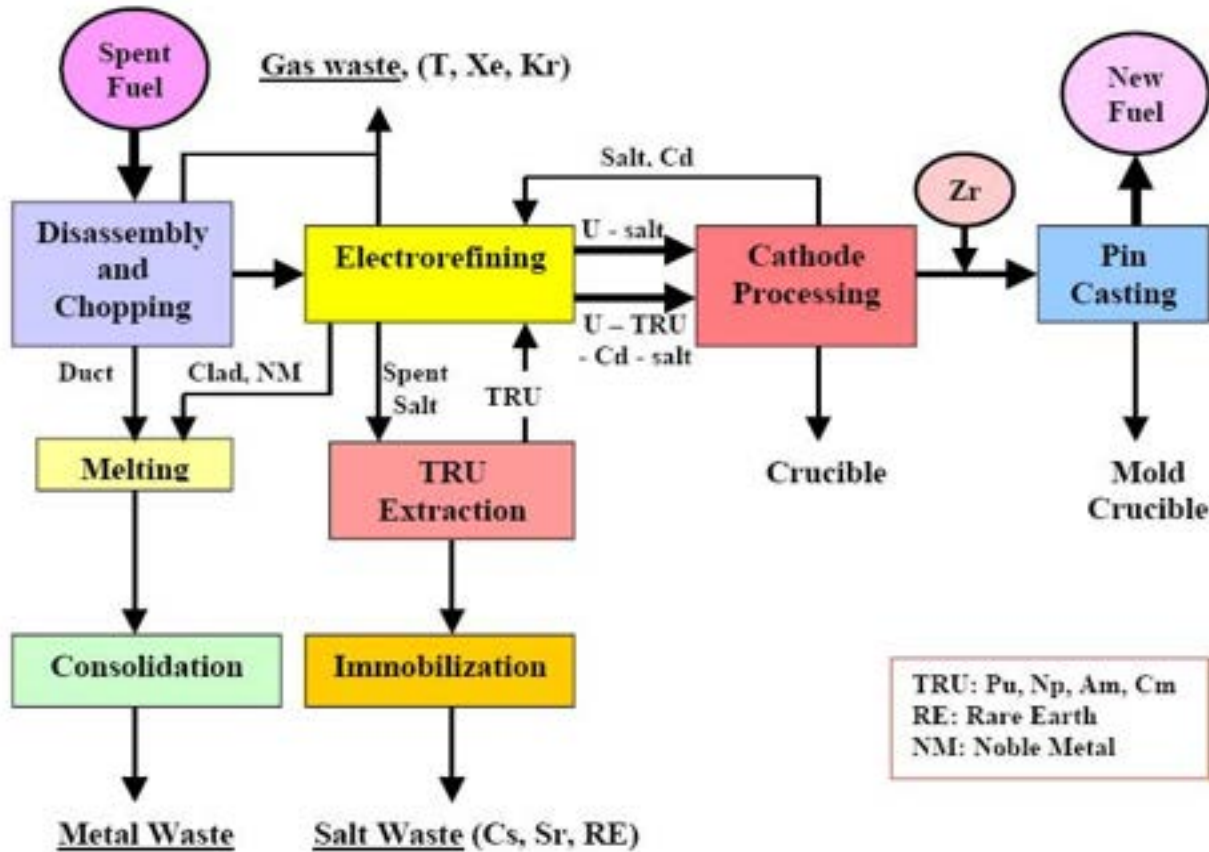 Spent
Fuel
Gas waste, (T, Xe, Kr)
New
Fuel
Salt, Cd
Zr
Disassembly
and
Chopping
Electrorefining
U - salt
U – TRU
- Cd - salt
Cathode
Processing
Pin
Casting
Duct
Clad, NM
Spent
Salt
TRU
Melting
TRU
Extraction
Crucible
Mold
Crucible
Consolidation
Immobilization
TRU: Pu, Np, Am, Cm
RE: Rare Earth
NM: Noble Metal
Metal Waste
Salt Waste (Cs, Sr, RE)